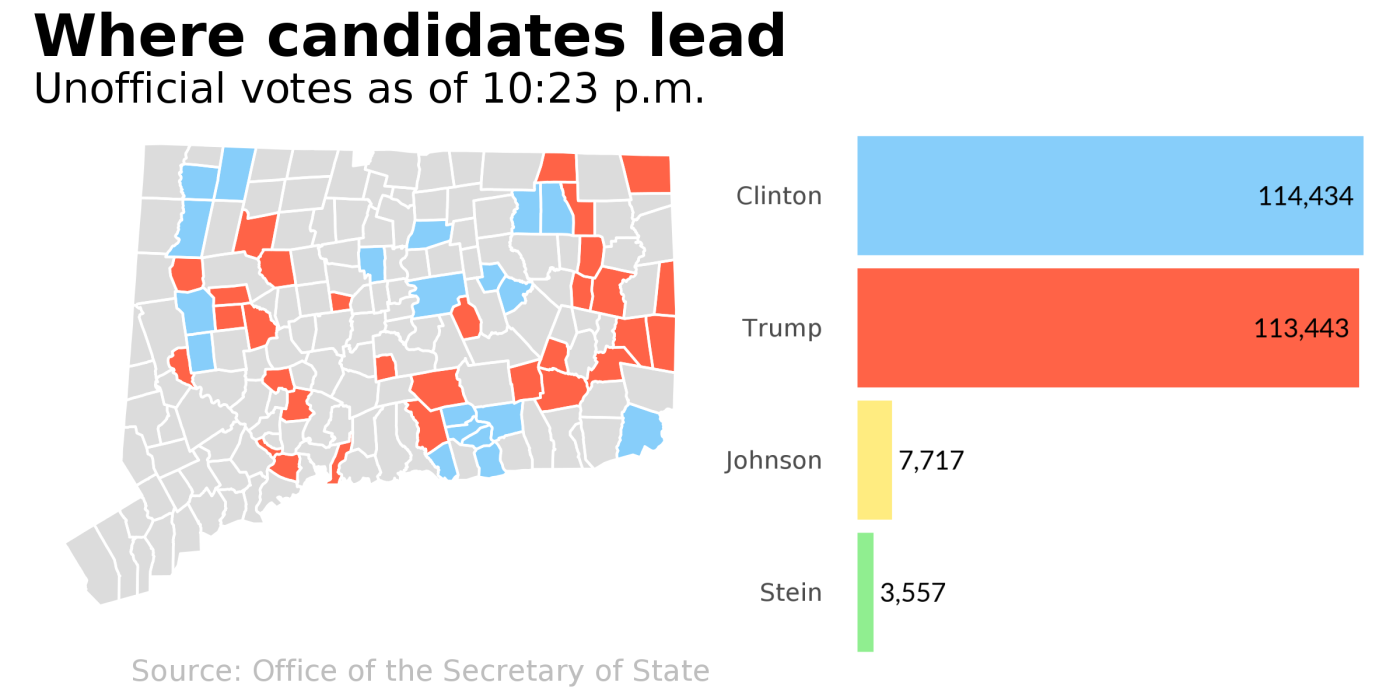 Where candidates lead
Unofficial votes as of 10:23 p.m.
Clinton
114,434
Trump
113,443
Johnson
7,717
Stein
3,557
Source: Office of the Secretary of State